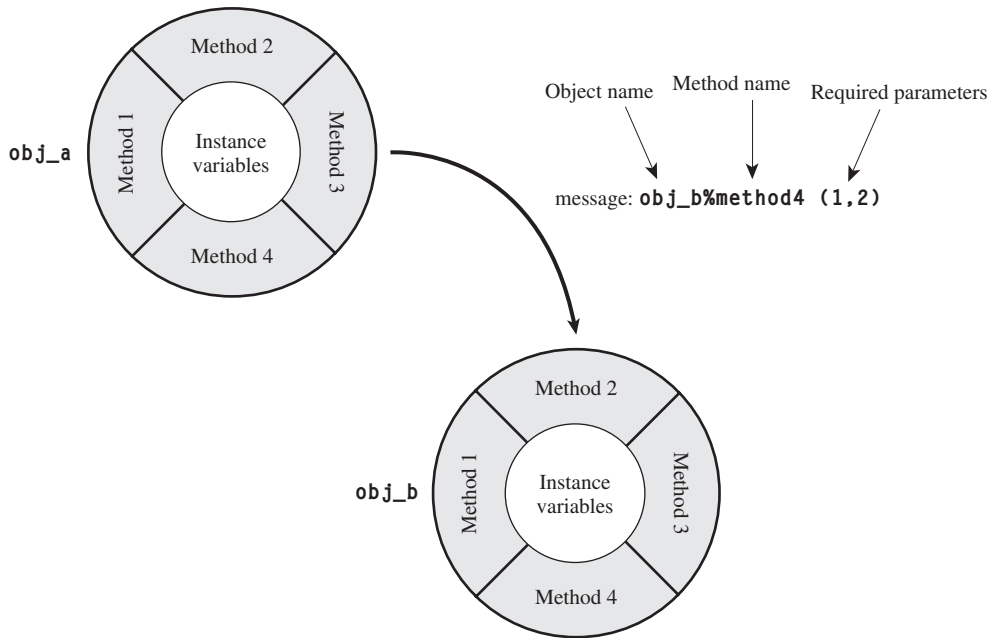 Method 2
Method 1
Instance
variables
Method 3
Method 4
obj_a
Object name
Method name
Required parameters
message: obj_b%method4 (1,2)
Method 2
Method 1
Instance
variables
Method 3
Method 4
obj_b